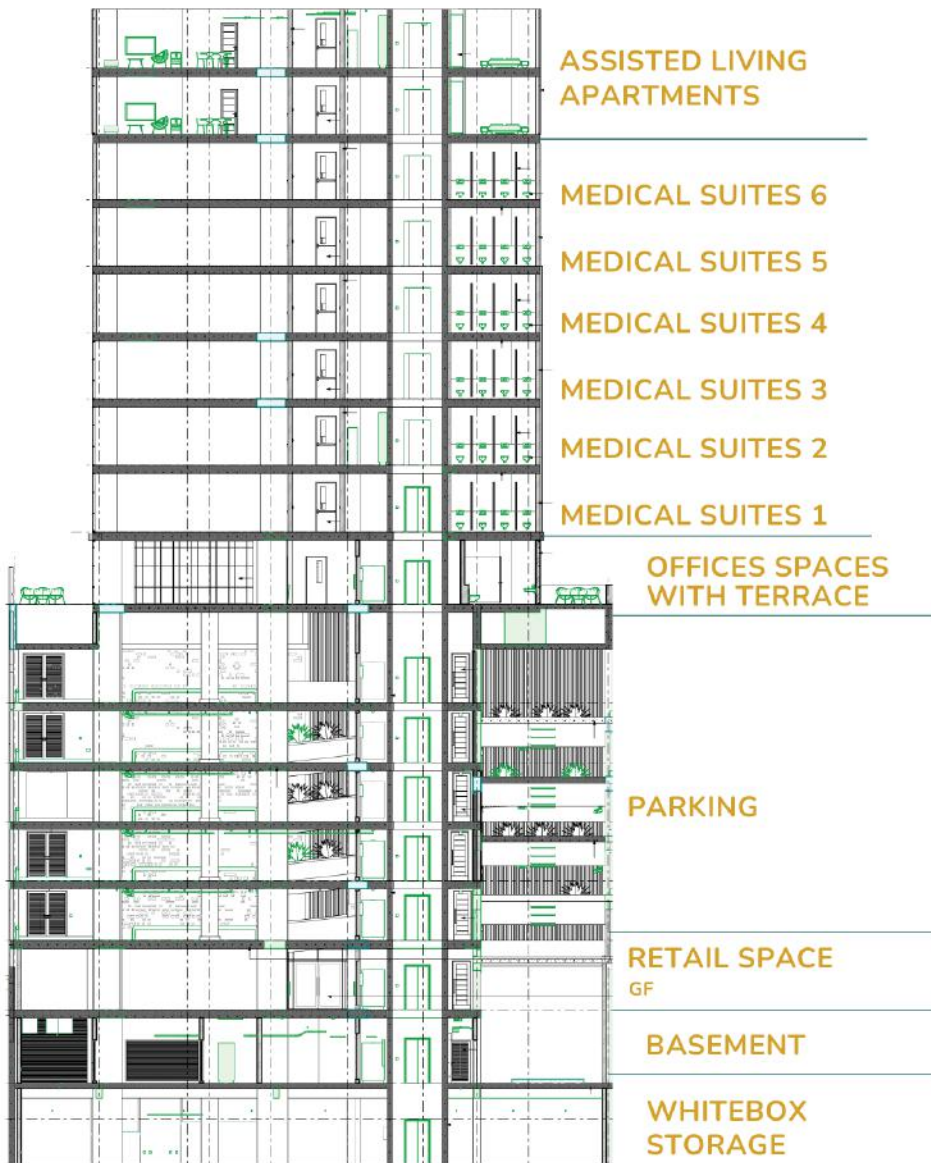 ASSISTED LIVING
APARTMENTS
MEDICAL SUITES 6
MEDICAL SUITES 5
MEDICAL SUITES 4
MEDICAL SUITES 3
MEDICAL SUITES 2
MEDICAL SUITES 1
OFFICES SPACES
WITH TERRACE
PARKING
RETAIL SPACE
GF
BASEMENT
WHITEBOX
STORAGE